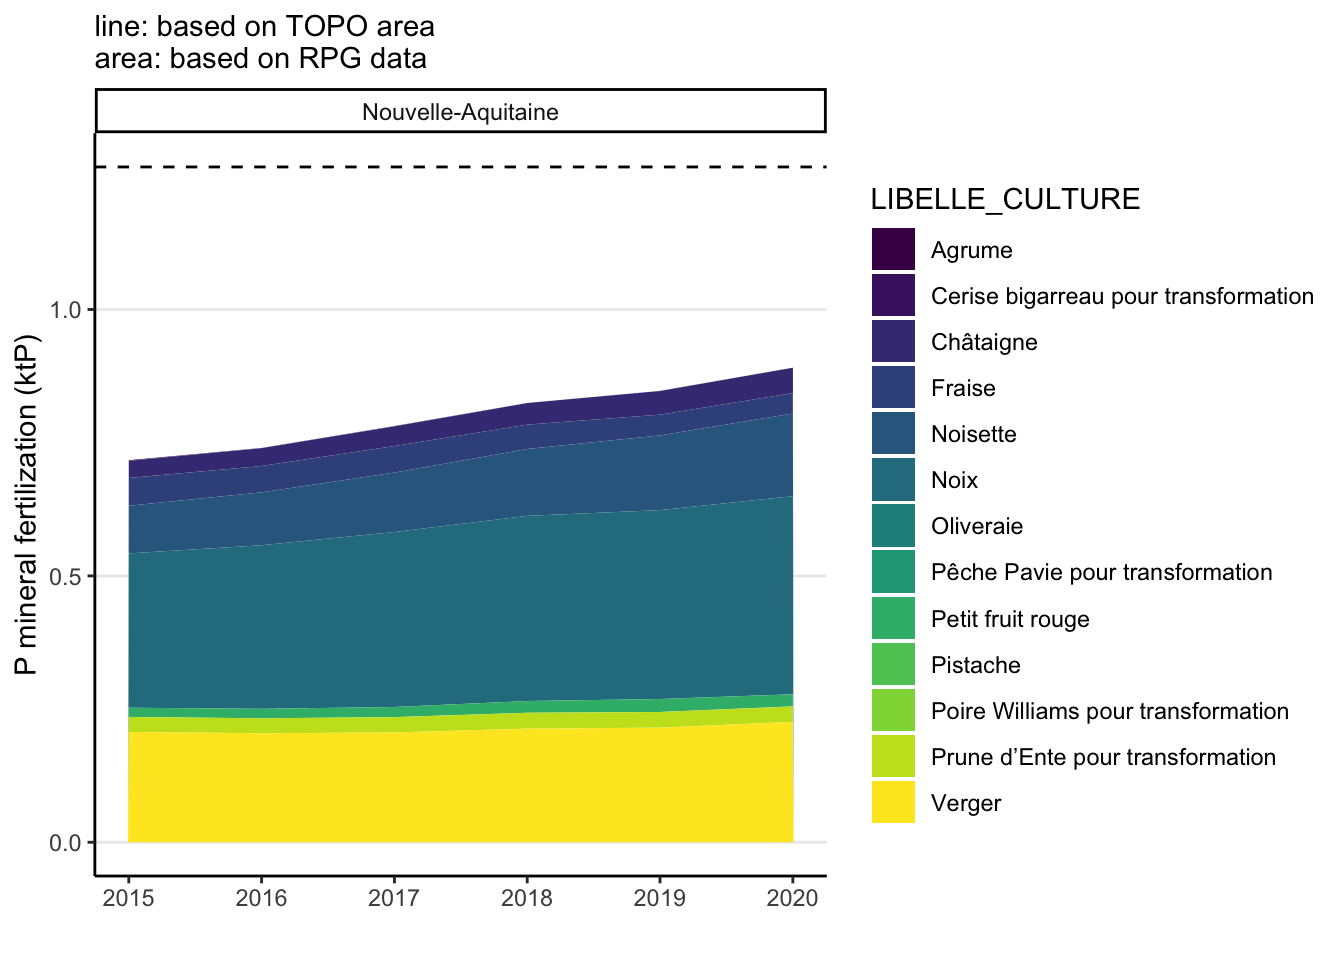 line: based on TOPO area
area: based on RPG data
Nouvelle-Aquitaine
P mineral fertilization (ktP)
1.0
0.5
0.0
2015 2016 2017 2018 2019 2020
LIBELLE_CULTURE
Agrume
Cerise bigarreau pour transformation
Châtaigne
Fraise
Noisette
Noix
Oliveraie
Pêche Pavie pour transformation
Petit fruit rouge
Pistache
Poire Williams pour transformation
Prune d’Ente pour transformation
Verger